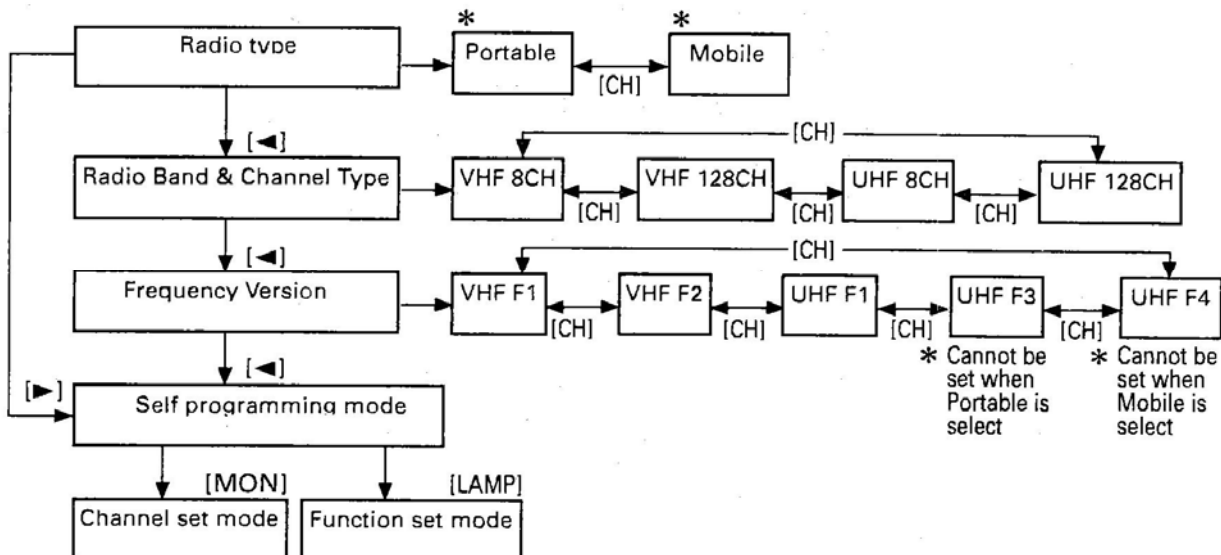 * *
Radio type
Portable
Mobile
[CH]
[CH]
[◄]
Radio Band & Channel Type
VHF 8CH
VHF 128CH
UHF 8CH
UHF 128CH
[CH]
[CH]
[CH]
[CH]
[◄]
Frequency Version
VHF F1
VHF F2
UHF F1
UHF F3
UHF F4
[CH]
[CH]
[CH]
[CH]
* Cannot be
set when
Portable is
select
* Cannot be
set when
Mobile is
select
[◄]
[►]
Self programming mode
[MON]
[LAMP]
Channel set mode
Function set mode